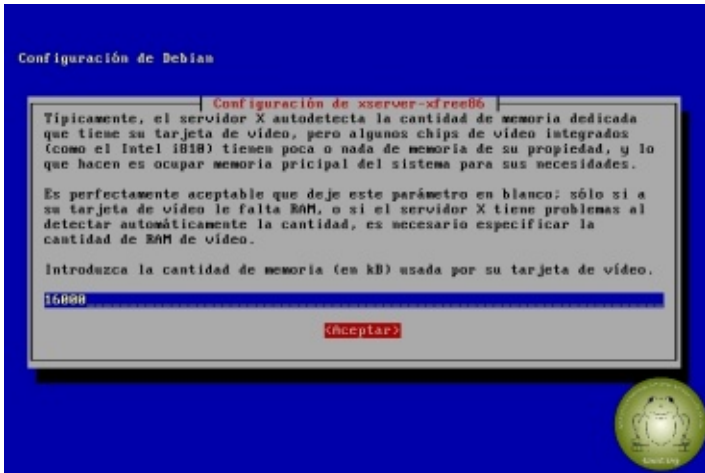 Configuración de Debian
Configuración de xserver-xfree86
Típicamente, el servidor X autodetecta la cantidad de memoria dedicada
que tiene su tarjeta de vídeo, pero algunos chips de vídeo integrados
(como el Intel i810) tienen poca o nada de memoria de su propiedad, y lo
que hacen es ocupar memoria pricipal del sistema para sus necesidades.
Es perfectamente aceptable que deje este parámetro en blanco; sólo si a
su tarjeta de vídeo le falta RAM, o si el servidor X tiene problemas al
detectar automáticamente la cantidad, es necesario especificar la
cantidad de RAM de vídeo.
Introduzca la cantidad de memoria (en kB) usada por su tarjeta de vídeo.
16000
<Aceptar>